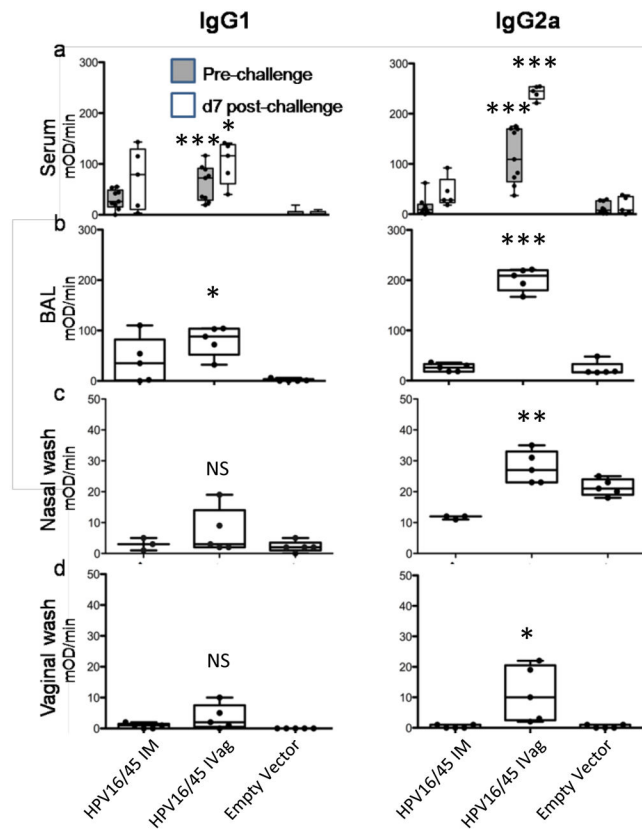 IgG1 IgG2a
a
Pre-challenge
d7 post-challenge
Serum
mOD/min
300
200
100
0
*** *
300
200
100
0
*** ***
b
BAL
mOD/min
300
200
100
0
*
300
200
100
0
***
c
Nasal wash
mOD/min
50
40
30
20
10
0
NS
50
40
30
20
10
0
**
d
Vaginal wash
mOD/min
50
40
30
20
10
0
NS
50
40
30
20
10
0
*
HPV16/45 IM
HPV16/45 IVag
Empty Vector
HPV16/45 IM
HPV16/45 IVag
Empty Vector